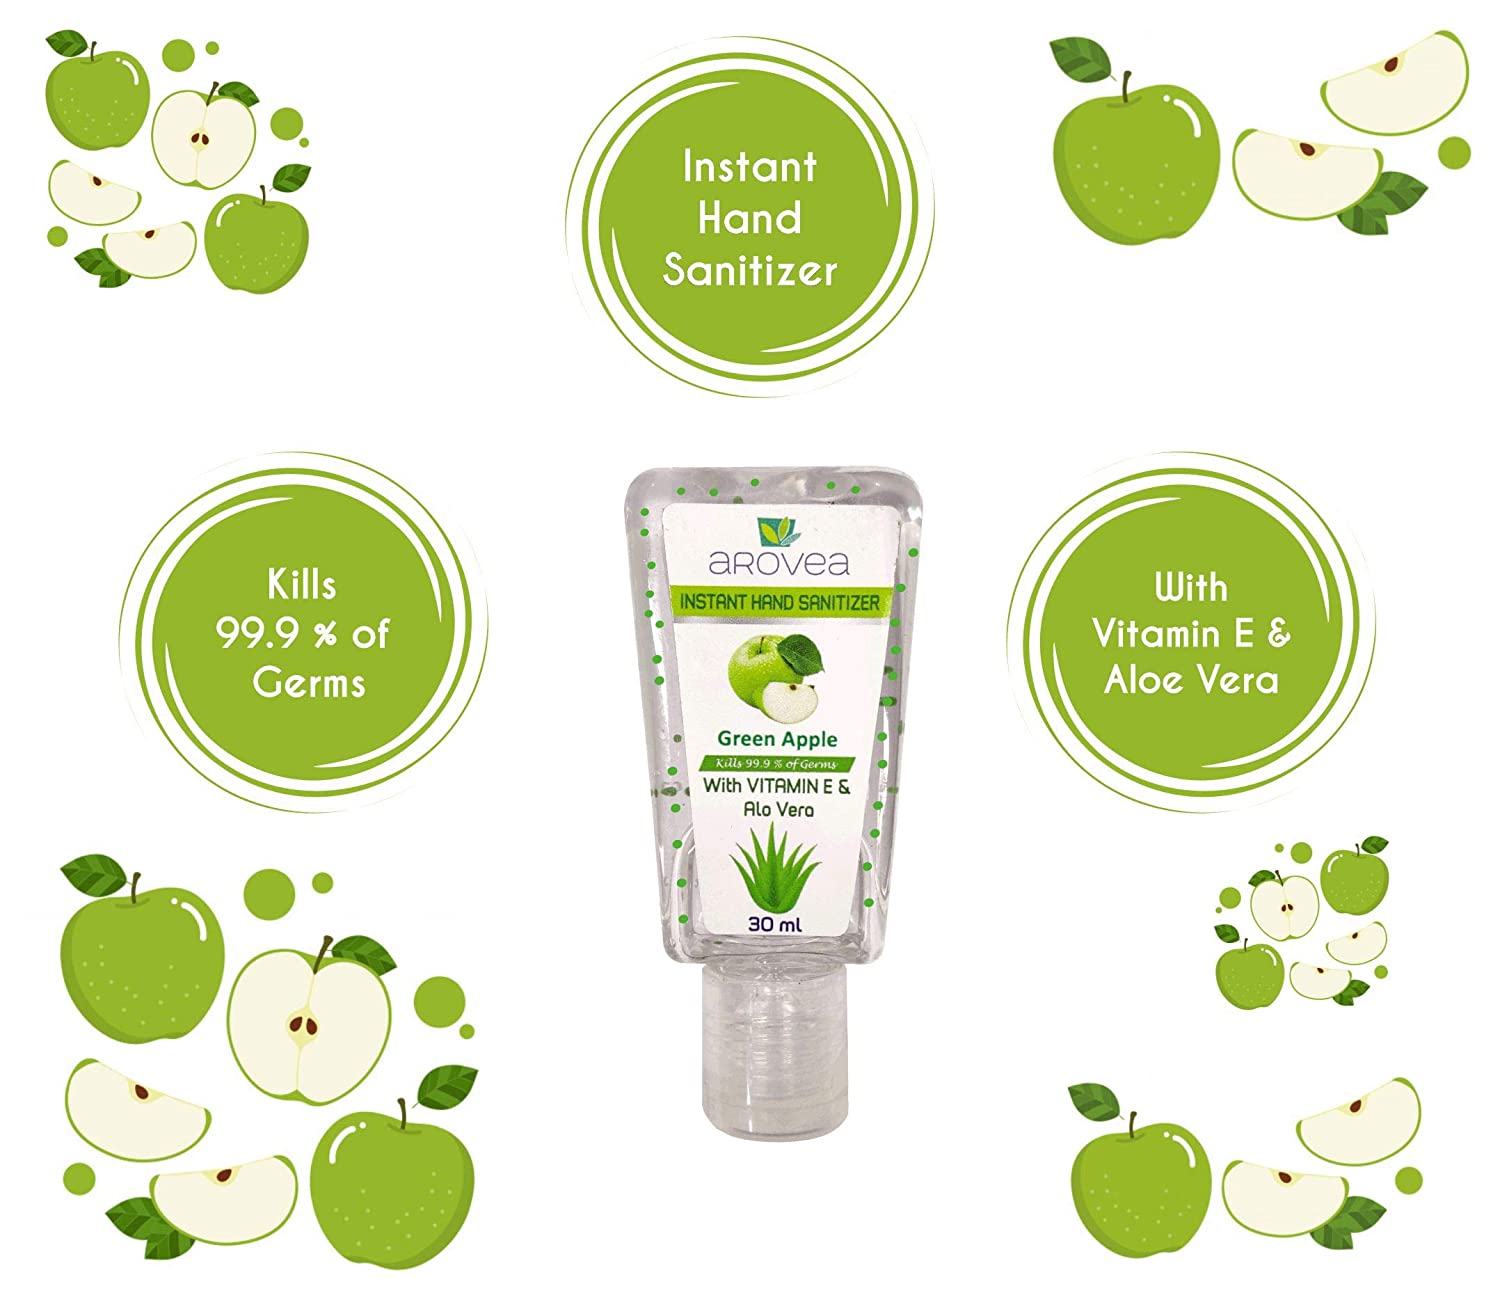 Instant
Hand
Sanitizer
Kills
99.9 % of
Germs
AROVEA
INSTANT HAND SANITIZER
Green Apple
Kills 99.9 % of Germs
With VITAMIN E &
Alo Vera
30 ml
With
Vitamin E &
Aloe Vera